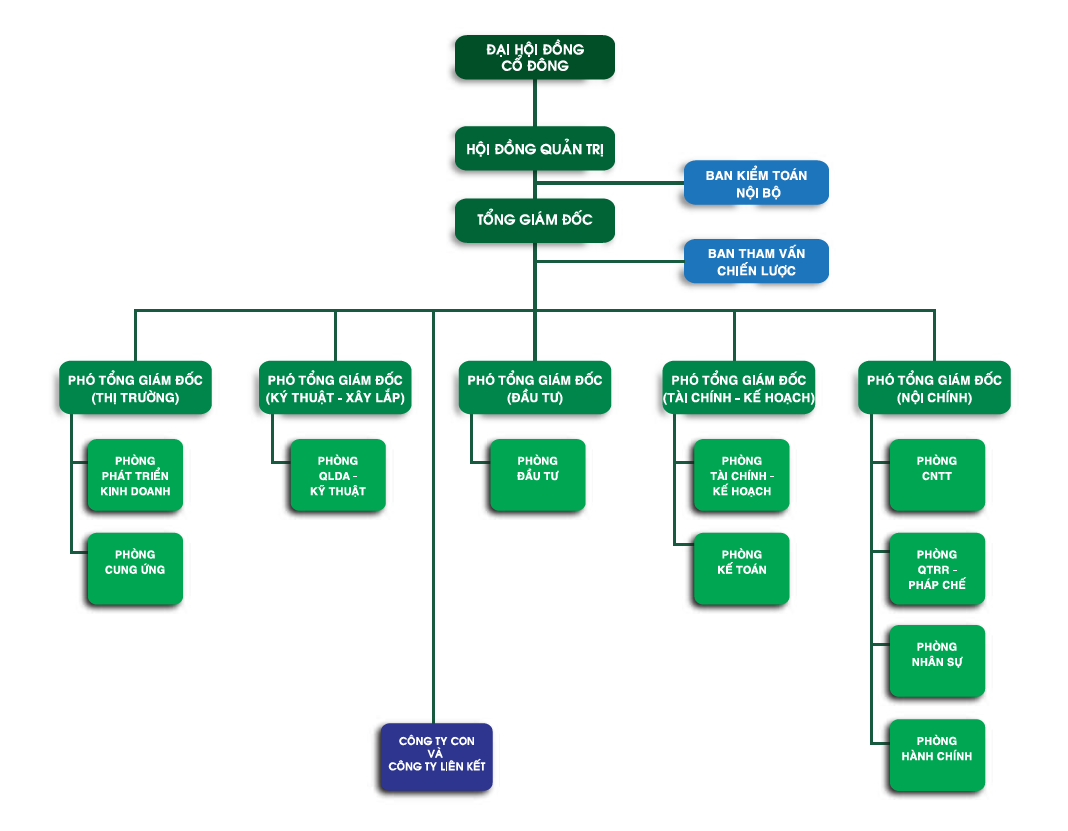 ĐẠI HỘI ĐỒNG
CỔ ĐÔNG
HỘI ĐỒNG QUẢN TRỊ
BAN KIỂM TOÁN
NỘI BỘ
TỔNG GIÁM ĐỐC
BAN THAM VẤN
CHIẾN LƯỢC
PHÓ TỔNG GIÁM ĐỐC
(THỊ TRƯỜNG)
PHÓ TỔNG GIÁM ĐỐC
(KÝ THUẬT - XÂY LẮP)
PHÓ TỔNG GIÁM ĐỐC
(ĐẦU TƯ)
PHÓ TỔNG GIÁM ĐỐC
(TÀI CHÍNH - KẾ HOẠCH)
PHÓ TỔNG GIÁM ĐỐC
(NỘI CHÍNH)
PHÒNG
PHÁT TRIỂN
KINH DOANH
PHÒNG
QLDA -
KỸ THUẬT
PHÒNG
ĐẦU TƯ
PHÒNG
TÀI CHÍNH -
KẾ HOẠCH
PHÒNG
CNTT
PHÒNG
CUNG ỨNG
PHÒNG
KẾ TOÁN
PHÒNG
QTRR -
PHÁP CHẾ
PHÒNG
NHÂN SỰ
CÔNG TY CON
VÀ
CÔNG TY LIÊN KẾT
PHÒNG
HÀNH CHÍNH